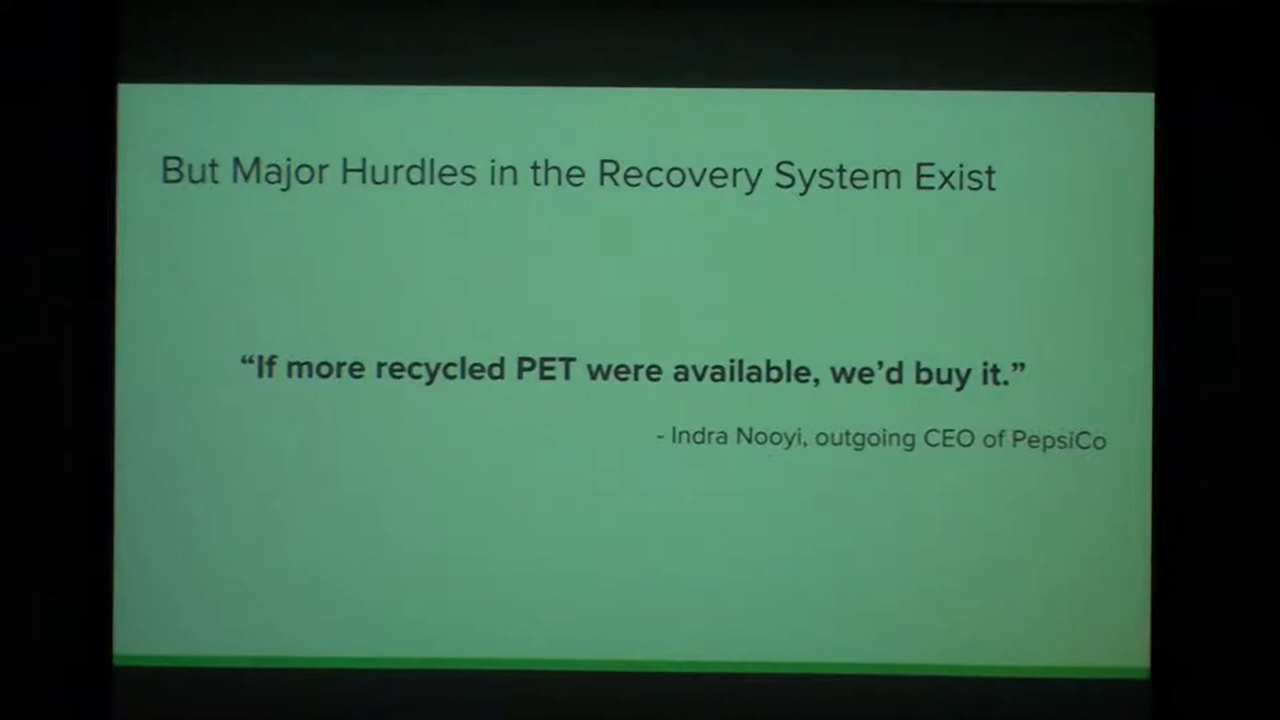 But Major Hurdles in the Recovery System Exist
“If more recycled PET were available, we’d buy it.”
- Indra Nooyi, outgoing CEO of PepsiCo